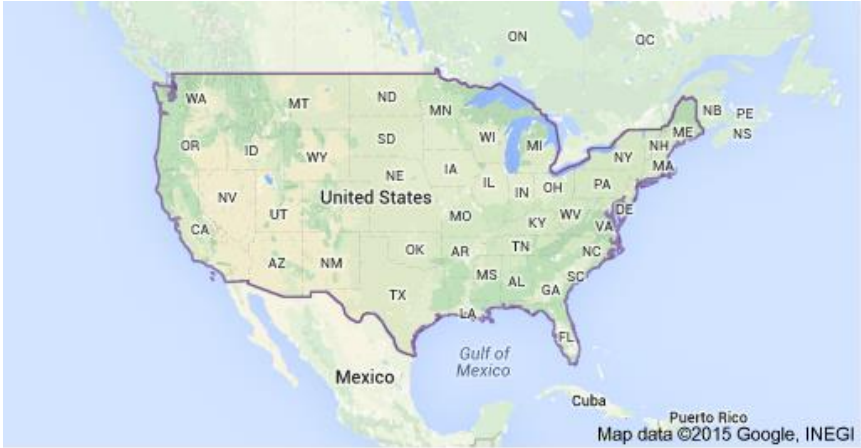 ON
QC
WA
MT
ND
MN
NB
PE
OR
ID
SD
WI
MI
ME
NS
WY
NH
NY
MA
NE
IA
IL
IN
OH
PA
NV
UT
United States
CA
MO
KY
WV
VA
DE
AZ
NM
OK
AR
TN
NC
MS
AL
GA
SC
TX
LA
FL
Gulf of
Mexico
Mexico
Cuba
Puerto Rico
Map data ©2015 Google, INEGI